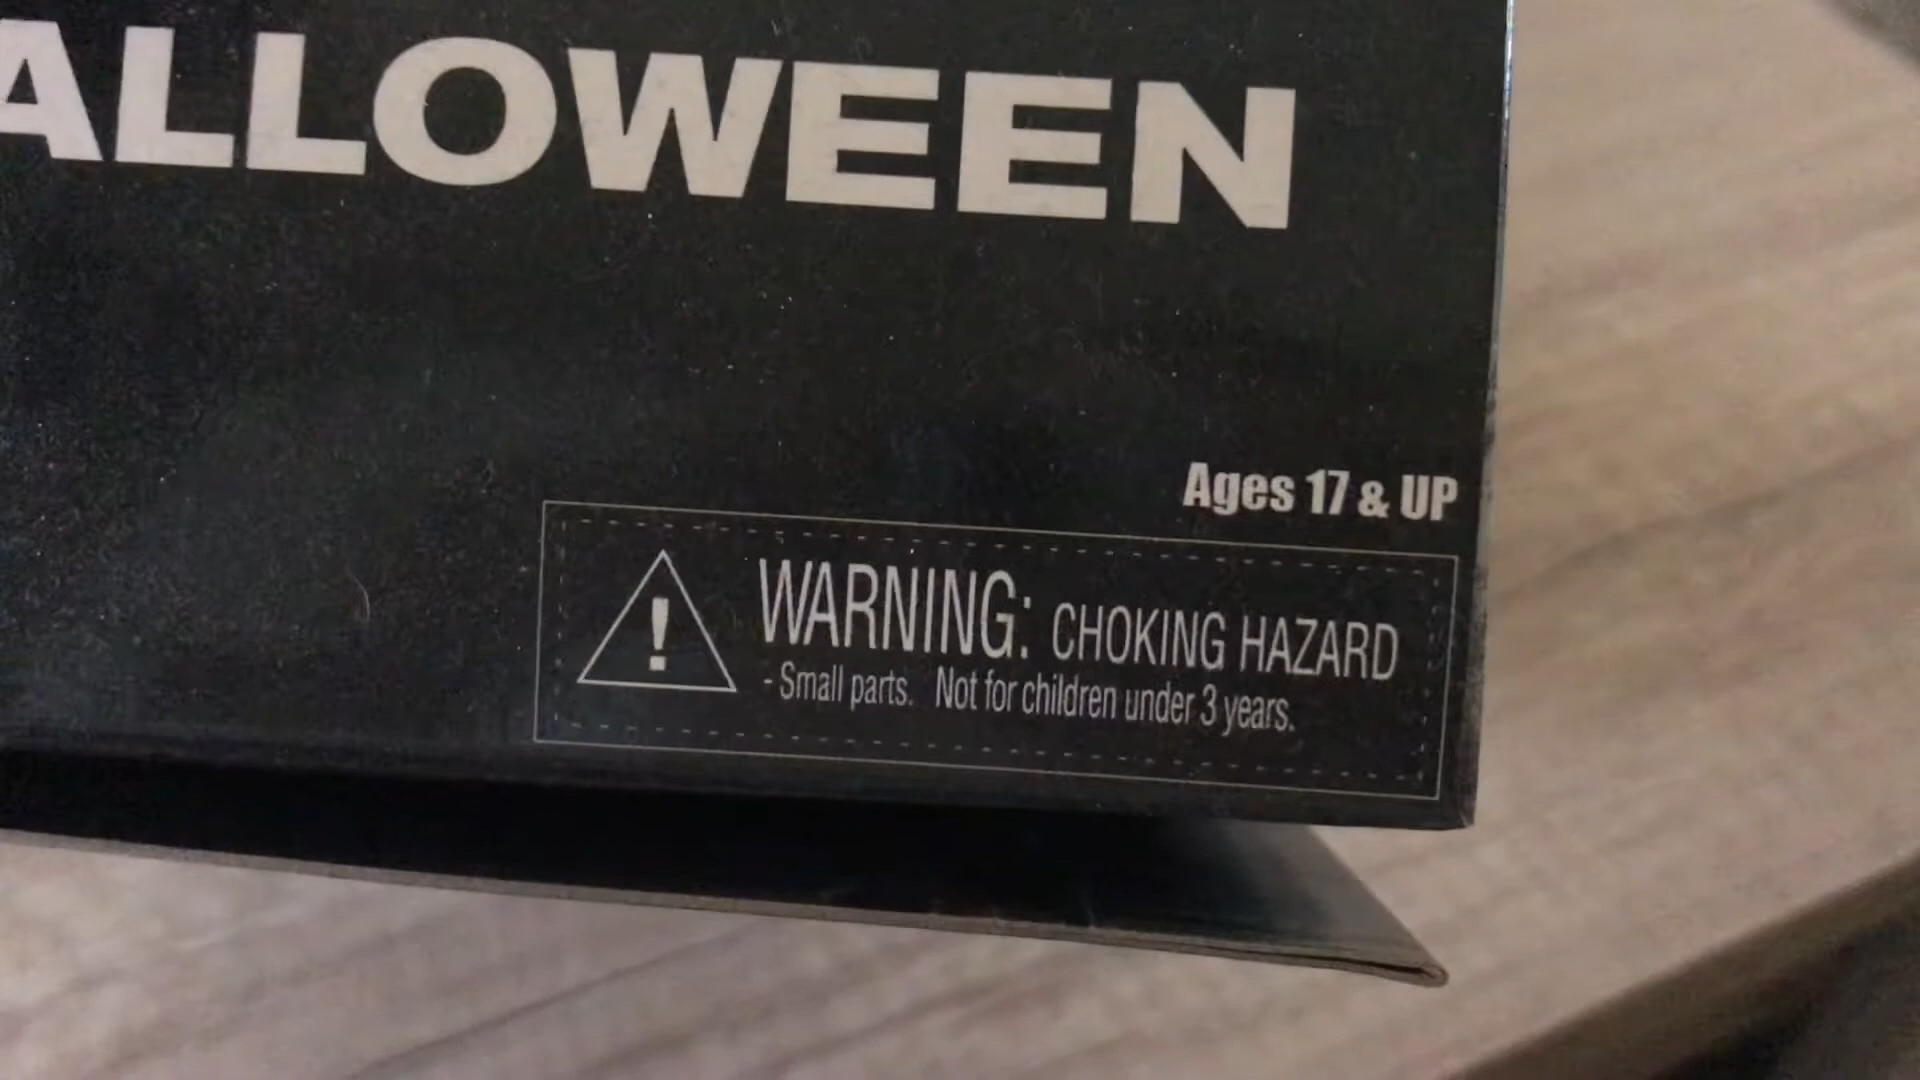 ALLOWEEN
Ages 17 & UP
! WARNING: CHOKING HAZARD
- Small parts. Not for children under 3 years.